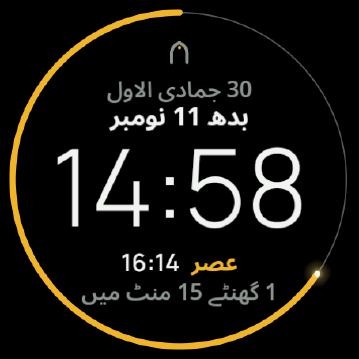 30 جمادی الاول
بدھ 11 نومبر
14:58
عصر 16:14
1 گھنٹے 15 منٹ میں